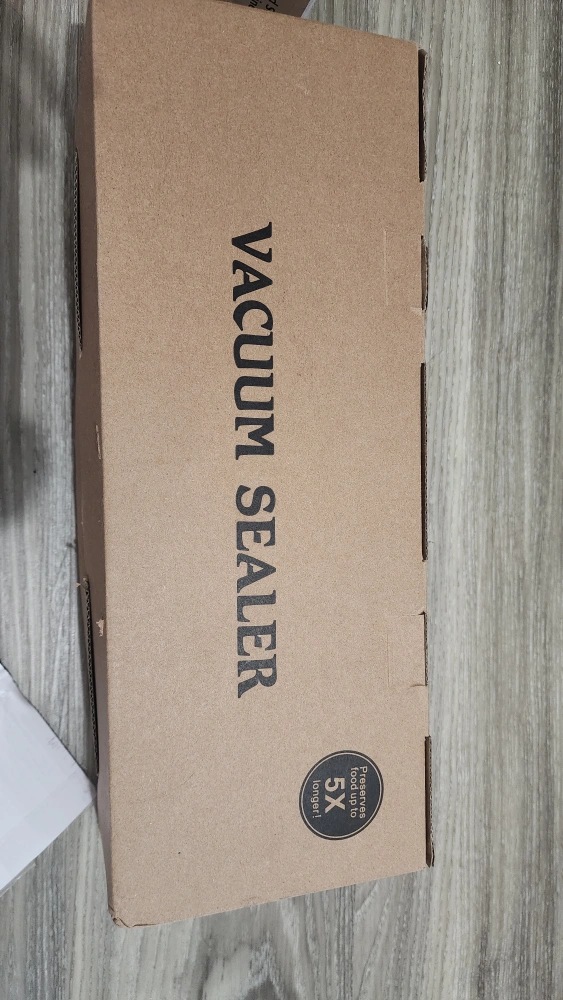 VACUUM SEALER
Preserves
food up to
5X
longer!